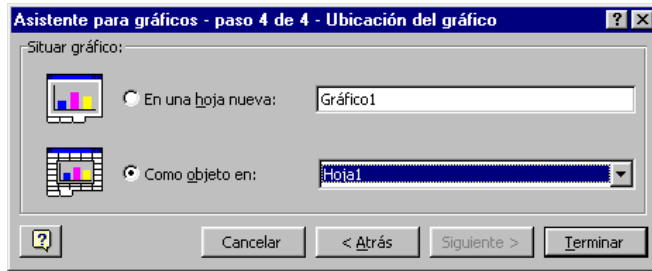 Asistente para gráficos - paso 4 de 4 - Ubicación del gráfico
Situar gráfico:
En una hoja nueva: Gráfico1
Como objeto en: Hoja1
Cancelar < Atrás Siguiente > Terminar